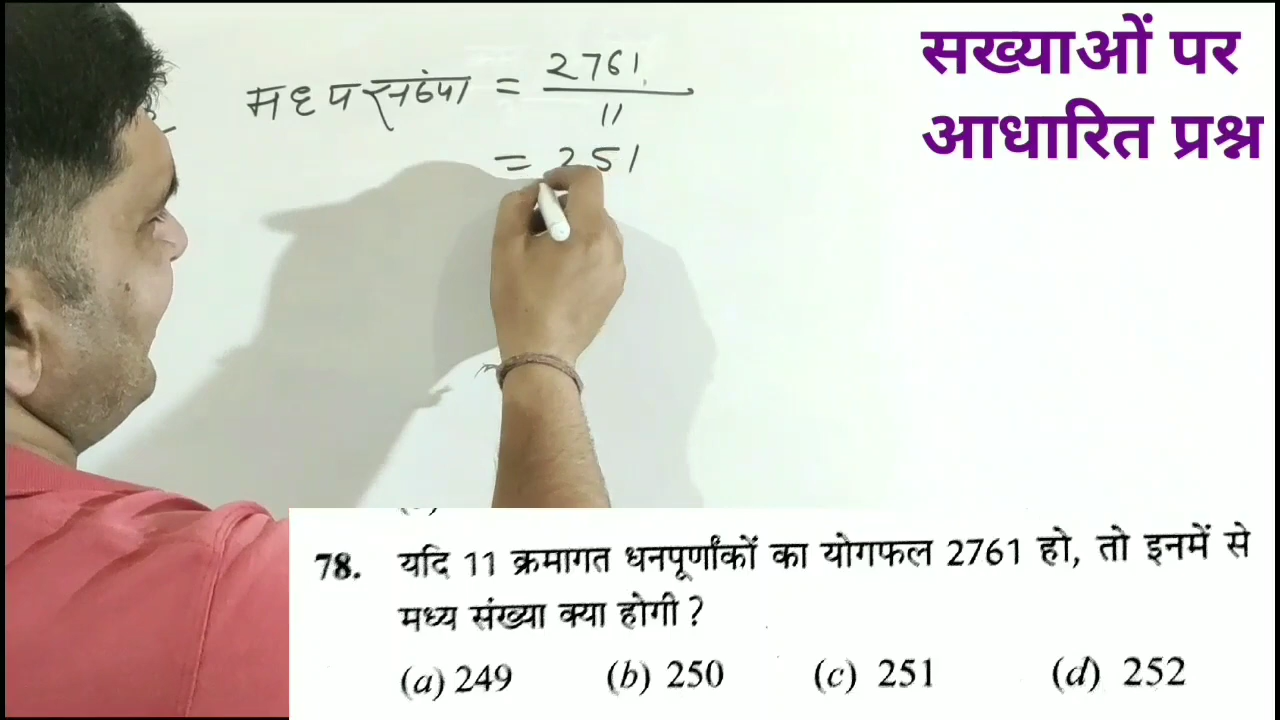 सख्याओं पर
आधारित प्रश्न
मध्य संख्या = 2761
11
= 251
78. यदि 11 क्रमागत धनपूर्णांकों का योगफल 2761 हो, तो इनमें से
मध्य संख्या क्या होगी ?
(a) 249 (b) 250 (c) 251 (d) 252